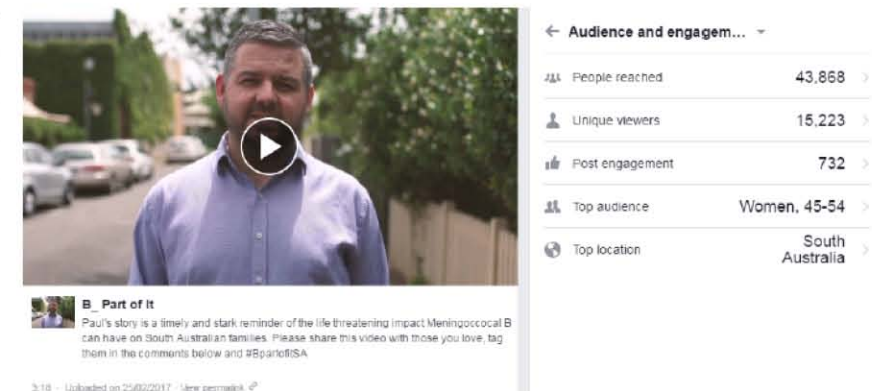 Audience and engagem...
People reached 43,868
Unique viewers 15,223
Post engagement 732
Top audience Women, 45-54
Top location South
Australia
B_ Part of It
Paul's story is a timely and stark reminder of the life threatening impact Meningoccocal B
can have on South Australian families. Please share this video with those you love, tag
them in the comments below and #BpartofitSA
3:18 · Uploaded on 25/02/2017 · View permalink